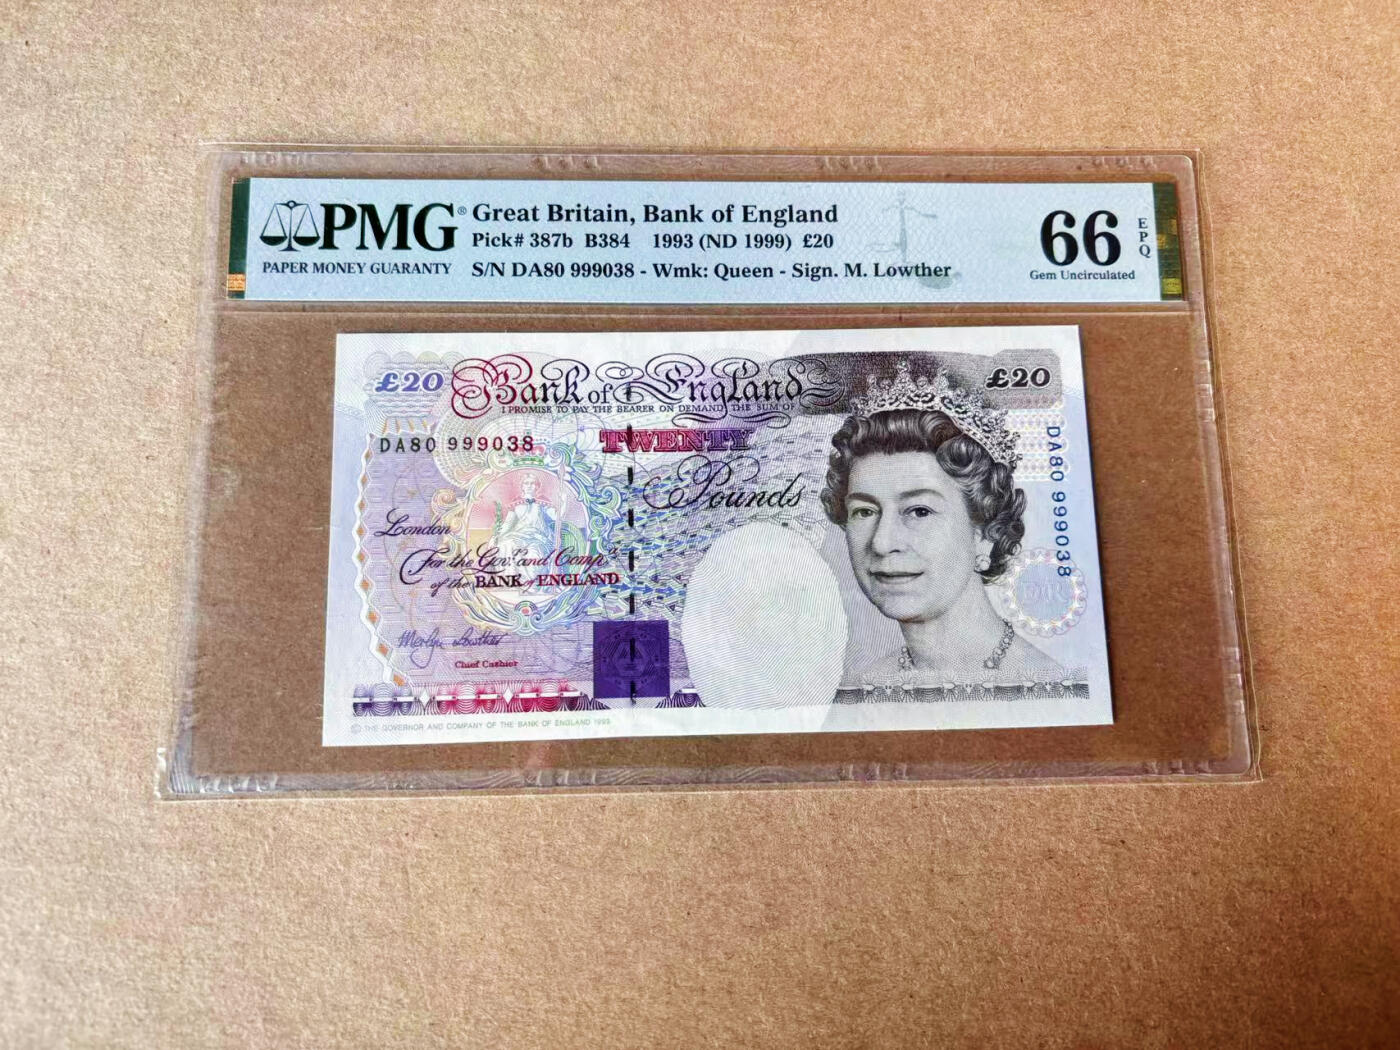 PMG®
PAPER MONEY GUARANTY
Great Britain, Bank of England
Pick# 387b B384 1993 (ND 1999) £20
S/N DA80 999038 - Wmk: Queen - Sign. M. Lowther
66
EPQ
Gem Uncirculated
£20
Bank of England
£20
I PROMISE TO PAY THE BEARER ON DEMAND THE SUM OF
DA80 999038
TWENTY
Pounds
DA80 999038
London
For the Govr. and Compa.
of the BANK of ENGLAND
Chief Cashier
© THE GOVERNOR AND COMPANY OF THE BANK OF ENGLAND 1993